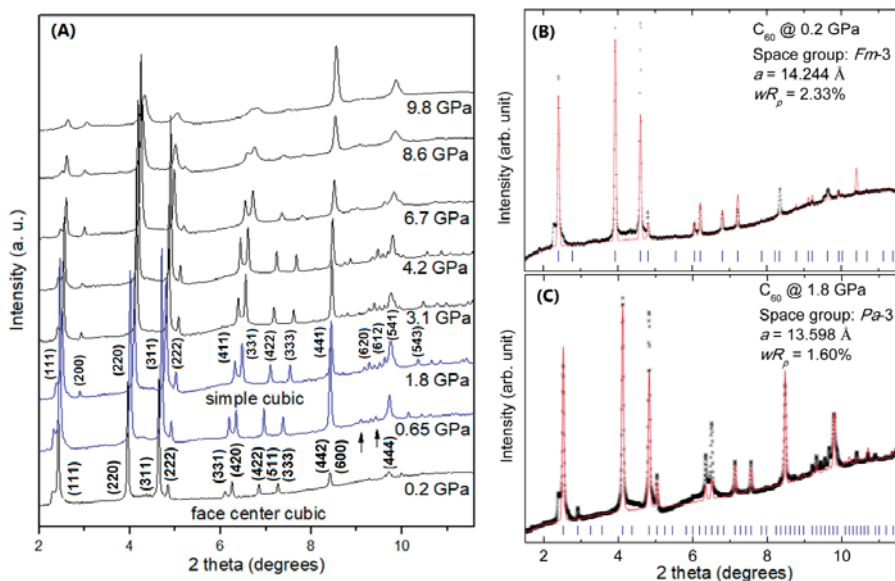 (A)
9.8 GPa
8.6 GPa
6.7 GPa
4.2 GPa
3.1 GPa
(111)
(200)
(220)
(311)
(222)
(411)
(331)
(422)
(333)
(441)
(620)
(612)
(541)
(543)
1.8 GPa
simple cubic
0.65 GPa
(111)
(220)
(311)
(222)
(331)
(420)
(422)
(511)
(333)
(442)
(600)
(444)
0.2 GPa
face center cubic
2 4 6 8 10
2 theta (degrees)
Intensity (a. u.)
(B)
C60 @ 0.2 GPa
Space group: Fm-3
a = 14.244 Å
wRp = 2.33%
Intensity (arb. unit)
(C)
C60 @ 1.8 GPa
Space group: Pa-3
a = 13.598 Å
wRp = 1.60%
Intensity (arb. unit)
2 4 6 8 10
2 theta (degrees)